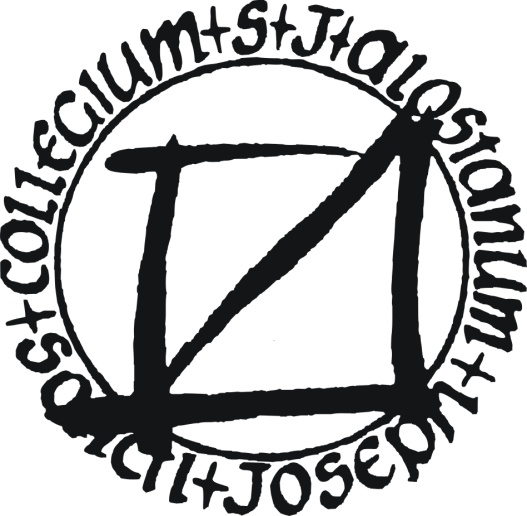 + COLLEGIUM + S + J + ALOSTANUM +
SANCTI + JOSEPHI